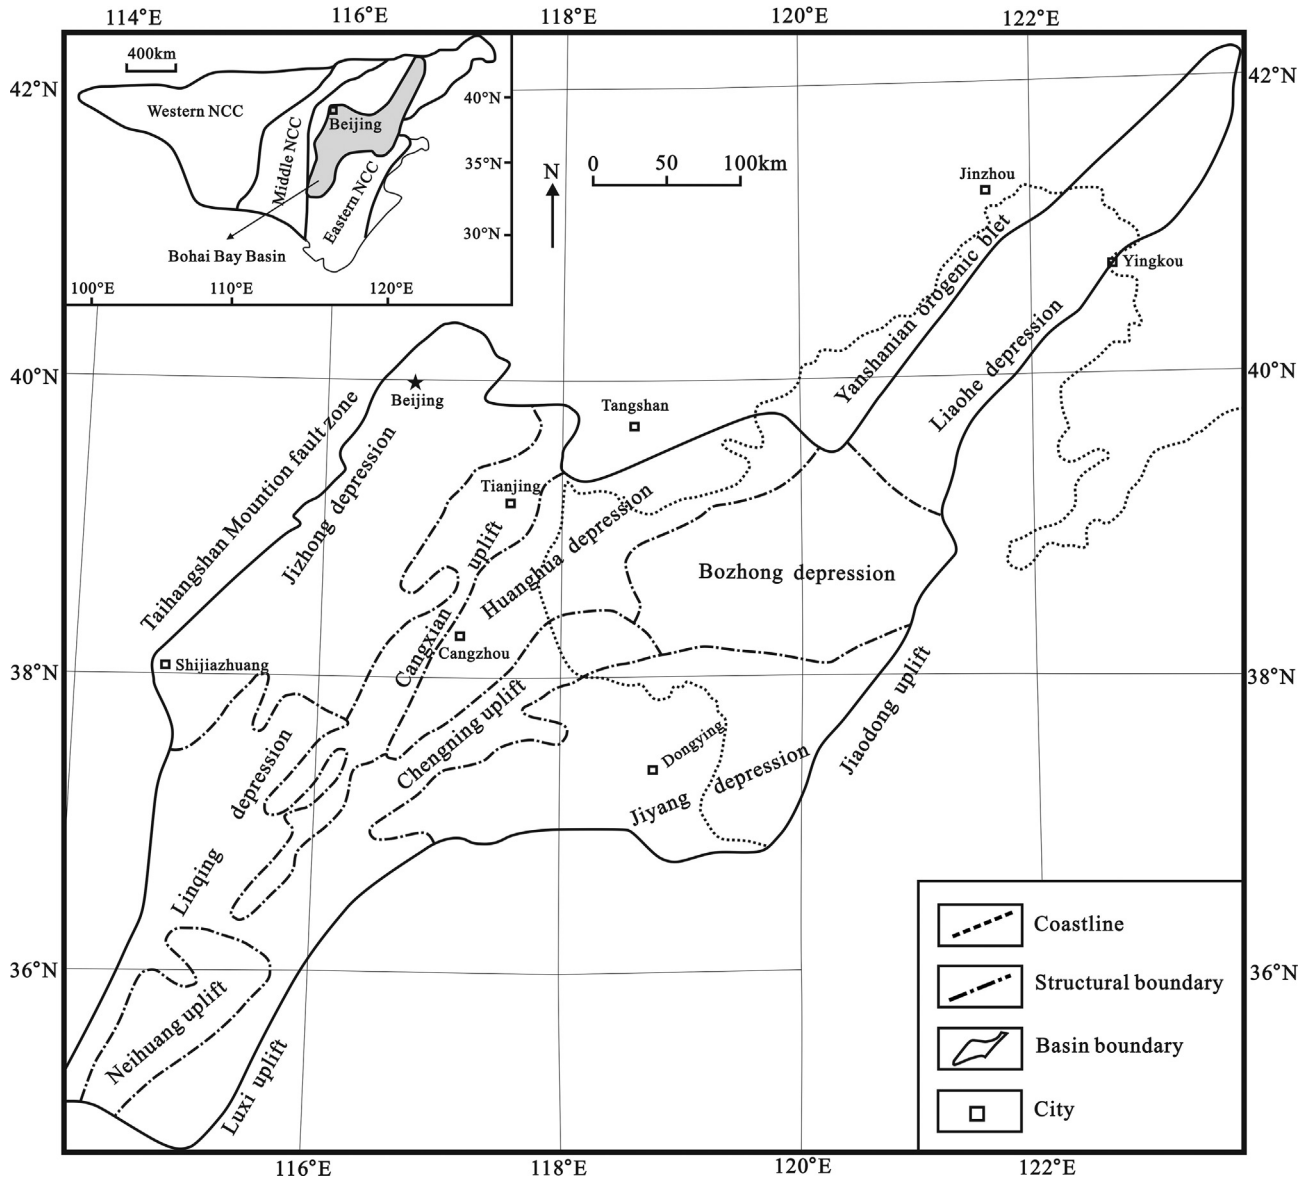 114°E 116°E 118°E 120°E 122°E
400km
42°N
42°N
Western NCC
Middle NCC
Eastern NCC
Beijing
Bohai Bay Basin
40°N
35°N
30°N
100°E 110°E 120°E
N
0 50 100km
Jinzhou
Yingkou
Yanshanian orogenic blet
Liaohe depression
40°N
40°N
Beijing
Tangshan
Taihangshan Mountion fault zone
Jizhong depression
Tianjing
Cangxian uplift
Huanghua depression
Bozhong depression
Cangzhou
Shijiazhuang
38°N
38°N
Chengning uplift
Jiaodong uplift
Dongying
Jiyang depression
Linqing depression
36°N
36°N
Neihuang uplift
Luxi uplift
Coastline
Structural boundary
Basin boundary
City
116°E 118°E 120°E 122°E